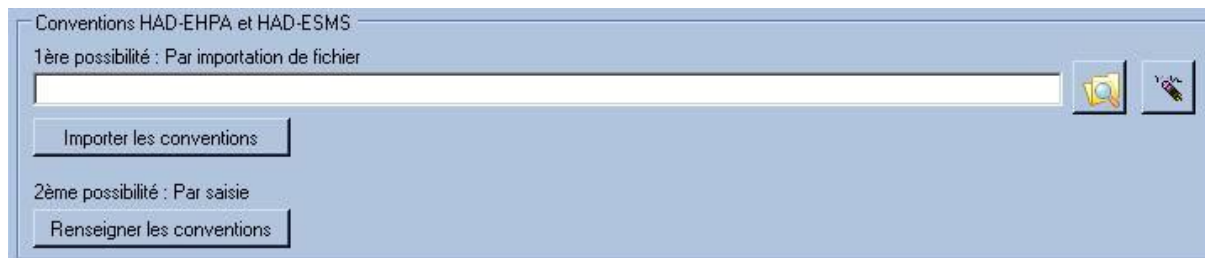 Conventions HAD-EHPA et HAD-ESMS
1ère possibilité : Par importation de fichier
Importer les conventions
2ème possibilité : Par saisie
Renseigner les conventions